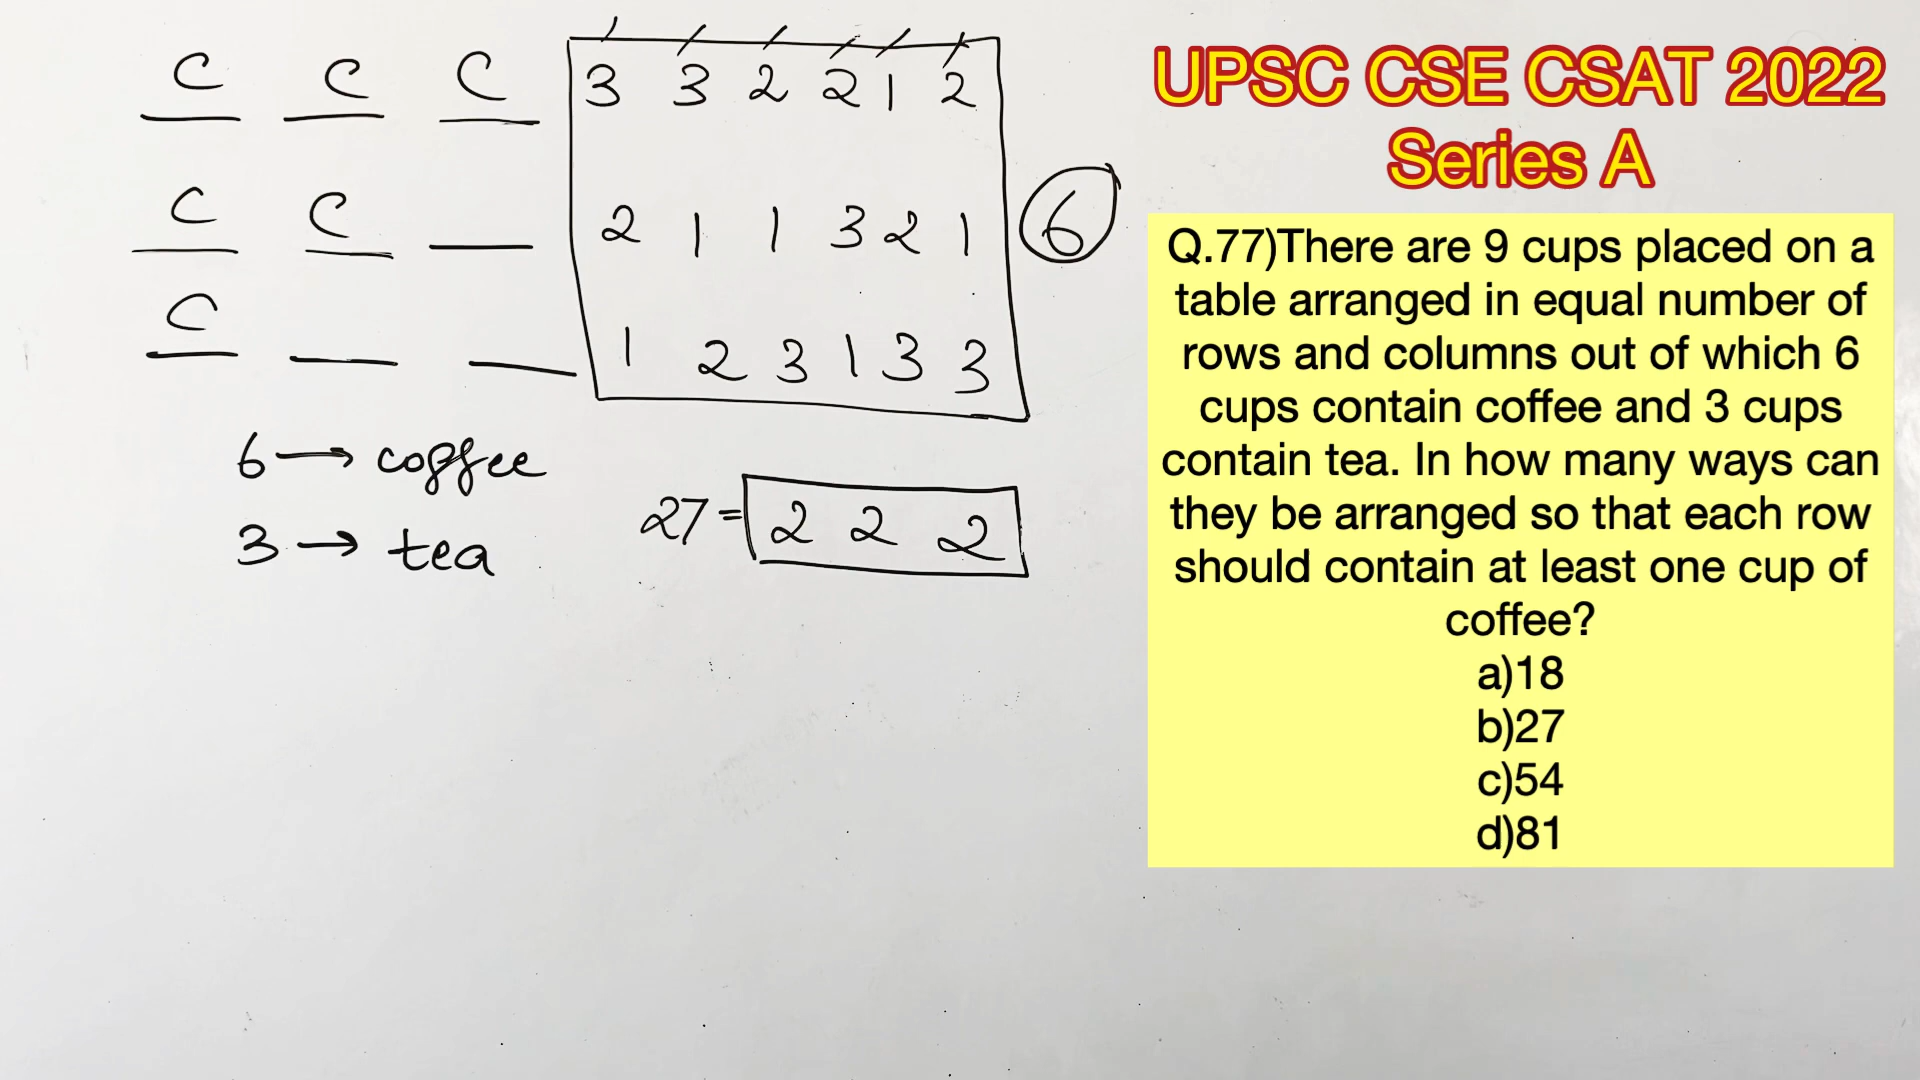 C C C 3 3 2 2 1 2
C C 2 1 1 3 2 1 6
C 1 2 3 1 3 3
6 → coffee
3 → tea
27 = 2 2 2
UPSC CSE CSAT 2022
Series A
Q.77)There are 9 cups placed on a
table arranged in equal number of
rows and columns out of which 6
cups contain coffee and 3 cups
contain tea. In how many ways can
they be arranged so that each row
should contain at least one cup of
coffee?
a)18
b)27
c)54
d)81